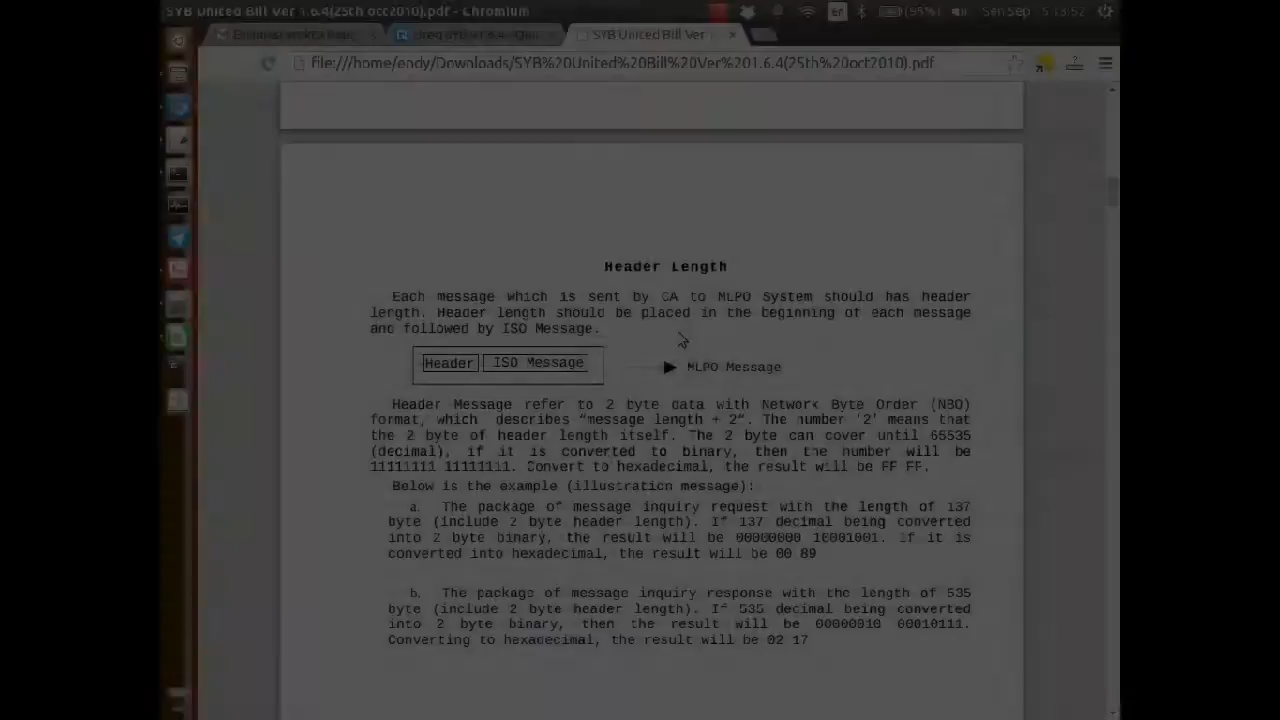 SYB United Bill Ver 1.6.4(25th oct2010).pdf - Chromium
(95%)
13:52
SYB United Bill Ver
file:///home/endy/Downloads/SYB%20United%20Bill%20Ver%201.6.4(25th%20oct2010).pdf
Header Length
Each message which is sent by CA to MLPO System should has header
length. Header length should be placed in the beginning of each message
and followed by ISO Message.
Header ISO Message MLPO Message
Header Message refer to 2 byte data with Network Byte Order (NBO)
format, which describes “message length + 2”. The number ‘2’ means that
the 2 byte of header length itself. The 2 byte can cover until 65535
(decimal), if it is converted to binary, then the number will be
11111111 11111111. Convert to hexadecimal, the result will be FF FF.
Below is the example (illustration message):
a. The package of message inquiry request with the length of 137
byte (include 2 byte header length). If 137 decimal being converted
into 2 byte binary, the result will be 00000000 10001001. If it is
converted into hexadecimal, the result will be 00 89
b. The package of message inquiry response with the length of 535
byte (include 2 byte header length). If 535 decimal being converted
into 2 byte binary, then the result will be 00000010 00010111.
Converting to hexadecimal, the result will be 02 17